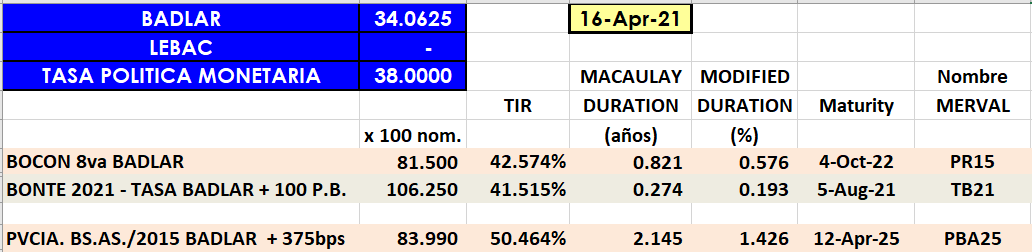 BADLAR 34.0625 16-Apr-21
LEBAC -
TASA POLITICA MONETARIA 38.0000 MACAULAY MODIFIED Nombre
TIR DURATION DURATION Maturity MERVAL
x 100 nom. (años) (%)
BOCON 8va BADLAR 81.500 42.574% 0.821 0.576 4-Oct-22 PR15
BONTE 2021 - TASA BADLAR + 100 P.B. 106.250 41.515% 0.274 0.193 5-Aug-21 TB21
PVCIA. BS.AS./2015 BADLAR + 375bps 83.990 50.464% 2.145 1.426 12-Apr-25 PBA25